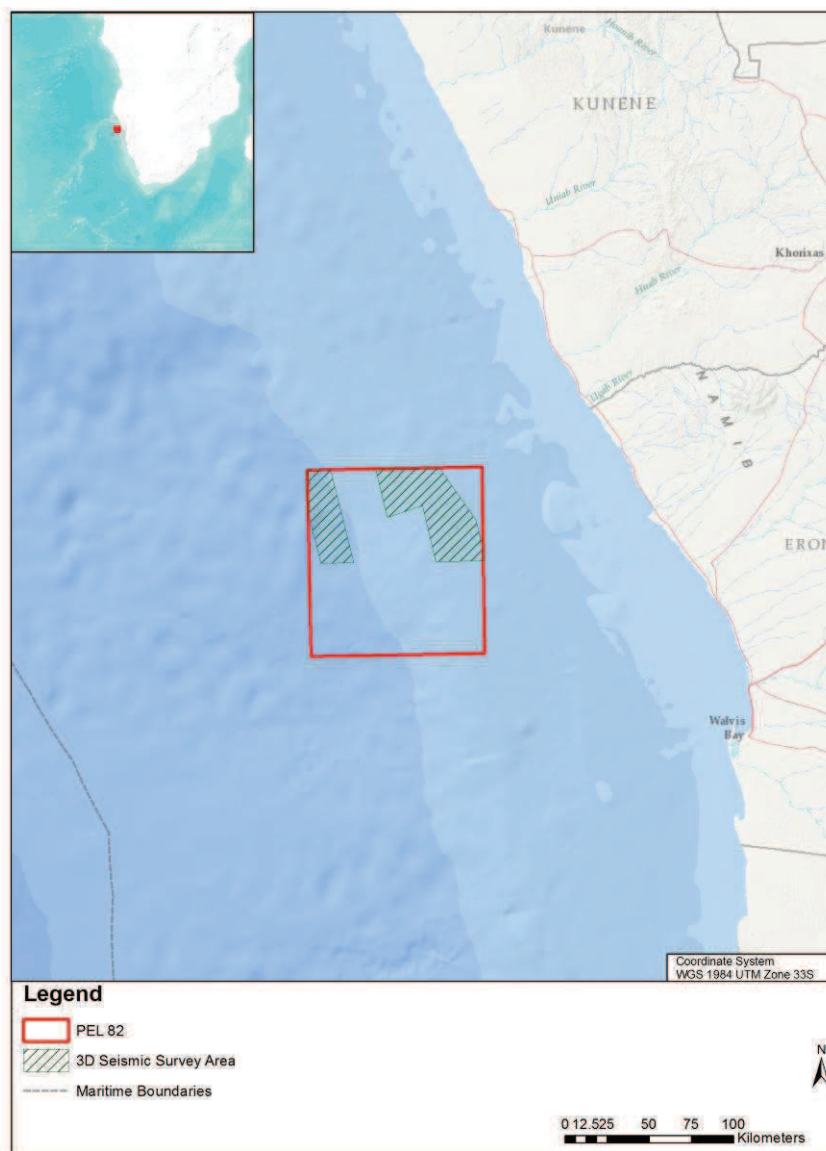 Kunene
Hoanib River
KUNENE
Uniab River
Khorixas
Huab River
Ugab River
NAMIB
ERON
Walvis
Bay
Coordinate System
WGS 1984 UTM Zone 33S
Legend
PEL 82
3D Seismic Survey Area
Maritime Boundaries
N
0 12.525 50 75 100
Kilometers